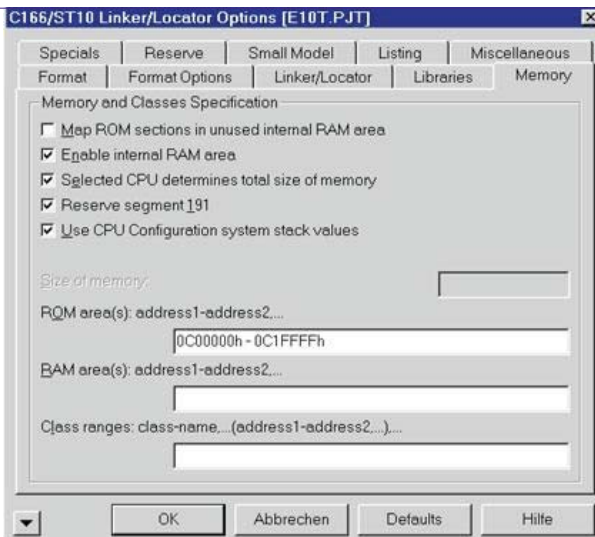 C166/ST10 Linker/Locator Options [E10T.PJT]
Specials Reserve Small Model Listing Miscellaneous
Format Format Options Linker/Locator Libraries Memory
Memory and Classes Specification
Map ROM sections in unused internal RAM area
Enable internal RAM area
Selected CPU determines total size of memory
Reserve segment 191
Use CPU Configuration system stack values
Size of memory:
ROM area(s): address1-address2,...
0C00000h - 0C1FFFFh
RAM area(s): address1-address2,...
Class ranges: class-name,...(address1-address2,...),...
OK Abbrechen Defaults Hilfe